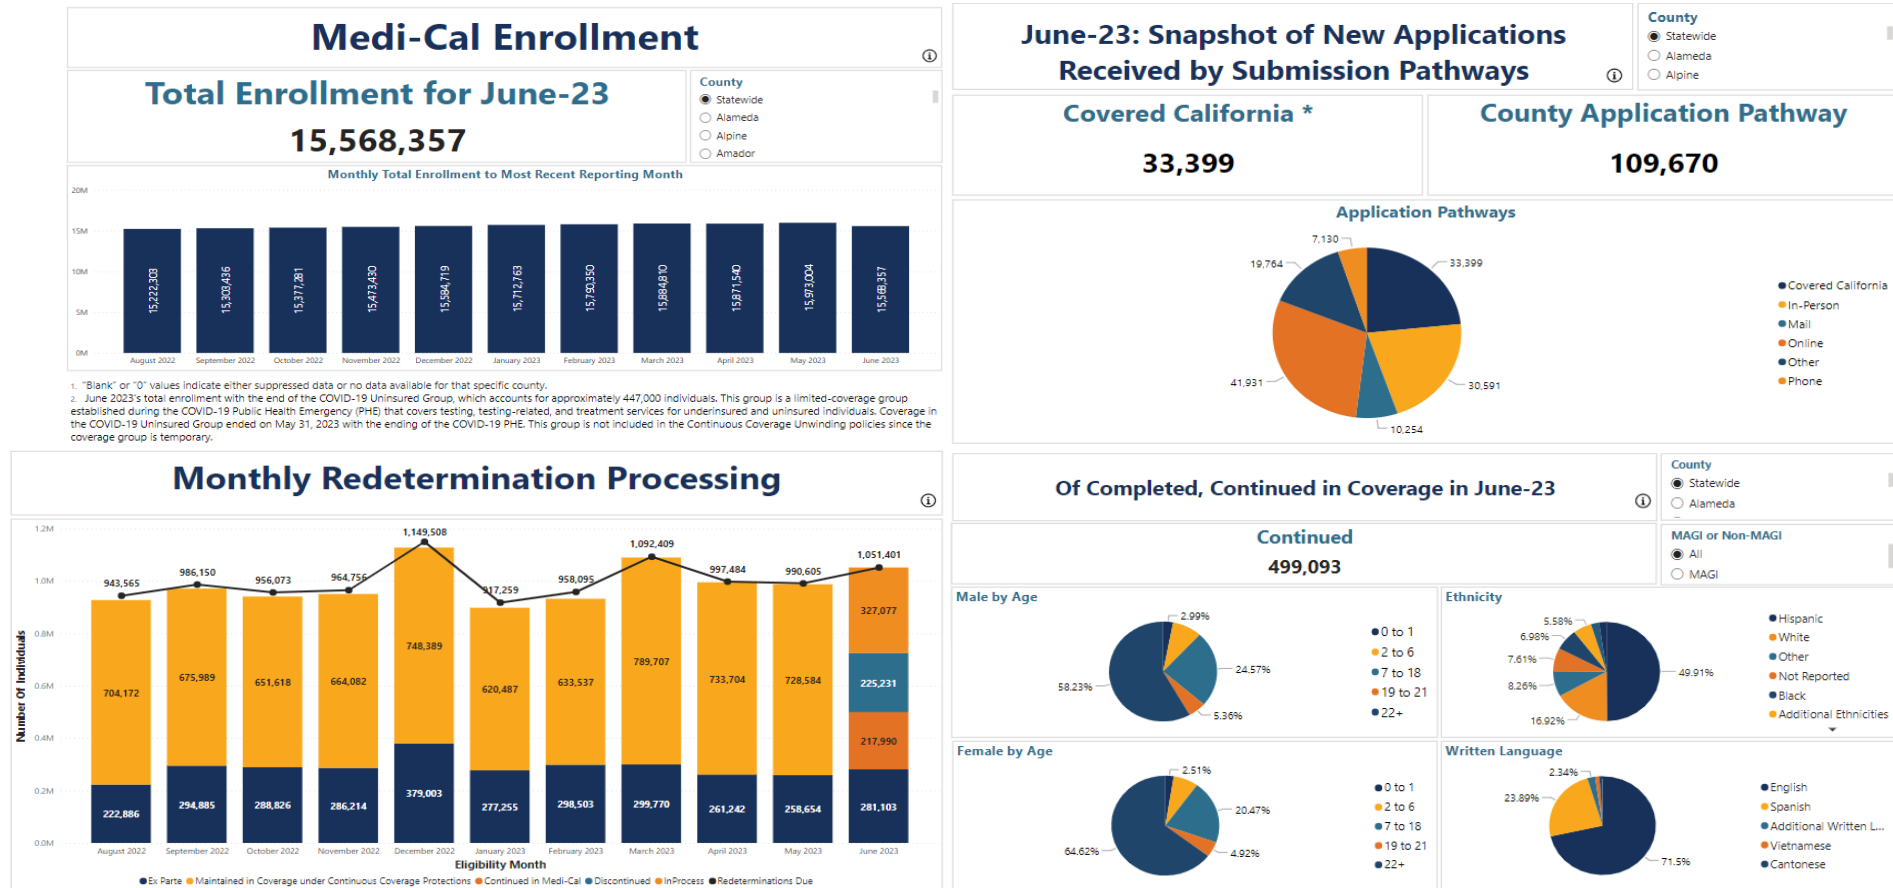 Medi-Cal Enrollment
Total Enrollment for June-23
15,568,357
County
Statewide
Alameda
Alpine
Amador
Monthly Total Enrollment to Most Recent Reporting Month
20M
15M
10M
5M
0M
15,222,303
15,303,436
15,377,281
15,473,430
15,584,719
15,712,763
15,790,350
15,884,810
15,871,540
15,973,004
15,568,357
August 2022
September 2022
October 2022
November 2022
December 2022
January 2023
February 2023
March 2023
April 2023
May 2023
June 2023
1. "Blank" or "0" values indicate either suppressed data or no data available for that specific county.
2. June 2023's total enrollment with the end of the COVID-19 Uninsured Group, which accounts for approximately 447,000 individuals. This group is a limited-coverage group
established during the COVID-19 Public Health Emergency (PHE) that covers testing, testing-related, and treatment services for underinsured and uninsured individuals. Coverage in
the COVID-19 Uninsured Group ended on May 31, 2023 with the ending of the COVID-19 PHE. This group is not included in the Continuous Coverage Unwinding policies since the
coverage group is temporary.
June-23: Snapshot of New Applications
Received by Submission Pathways
County
Statewide
Alameda
Alpine
Covered California *
33,399
County Application Pathway
109,670
Application Pathways
7,130
19,764
33,399
41,931
30,591
10,254
Covered California
In-Person
Mail
Online
Other
Phone
Monthly Redetermination Processing
Number Of Individuals
1.2M
1.0M
0.8M
0.6M
0.4M
0.2M
0.0M
943,565
986,150
956,073
964,756
1,149,508
917,259
958,095
1,092,409
997,484
990,605
1,051,401
704,172
675,989
651,618
664,082
748,389
620,487
633,537
789,707
733,704
728,584
327,077
225,231
217,990
222,886
294,885
288,826
286,214
379,003
277,255
298,503
299,770
261,242
258,654
281,103
August 2022
September 2022
October 2022
November 2022
December 2022
January 2023
February 2023
March 2023
April 2023
May 2023
June 2023
Eligibility Month
Ex Parte
Maintained in Coverage under Continuous Coverage Protections
Continued in Medi-Cal
Discontinued
InProcess
Redeterminations Due
Of Completed, Continued in Coverage in June-23
County
Statewide
Alameda
Continued
499,093
MAGI or Non-MAGI
All
MAGI
Male by Age
2.99%
24.57%
5.36%
58.23%
0 to 1
2 to 6
7 to 18
19 to 21
22+
Ethnicity
5.58%
6.98%
7.61%
8.26%
16.92%
49.91%
Hispanic
White
Other
Not Reported
Black
Additional Ethnicities
Female by Age
2.51%
20.47%
4.92%
64.62%
0 to 1
2 to 6
7 to 18
19 to 21
22+
Written Language
2.34%
23.89%
71.5%
English
Spanish
Additional Written L...
Vietnamese
Cantonese